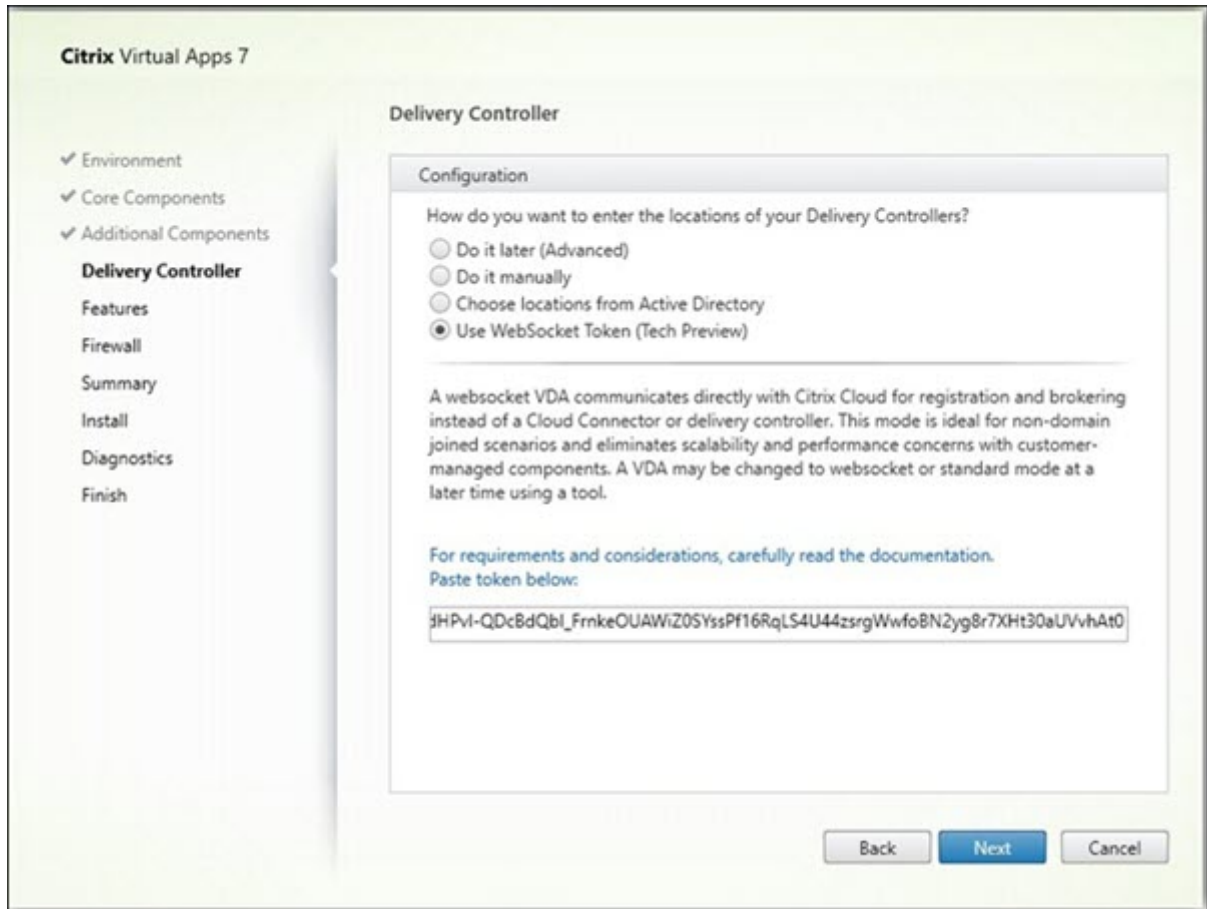 Citrix Virtual Apps 7
Delivery Controller
Environment
Core Components
Additional Components
Delivery Controller
Features
Firewall
Summary
Install
Diagnostics
Finish
Configuration
How do you want to enter the locations of your Delivery Controllers?
Do it later (Advanced)
Do it manually
Choose locations from Active Directory
Use WebSocket Token (Tech Preview)
A websocket VDA communicates directly with Citrix Cloud for registration and brokering
instead of a Cloud Connector or delivery controller. This mode is ideal for non-domain
joined scenarios and eliminates scalability and performance concerns with customer-
managed components. A VDA may be changed to websocket or standard mode at a
later time using a tool.
For requirements and considerations, carefully read the documentation.
Paste token below:
Back
Next
Cancel